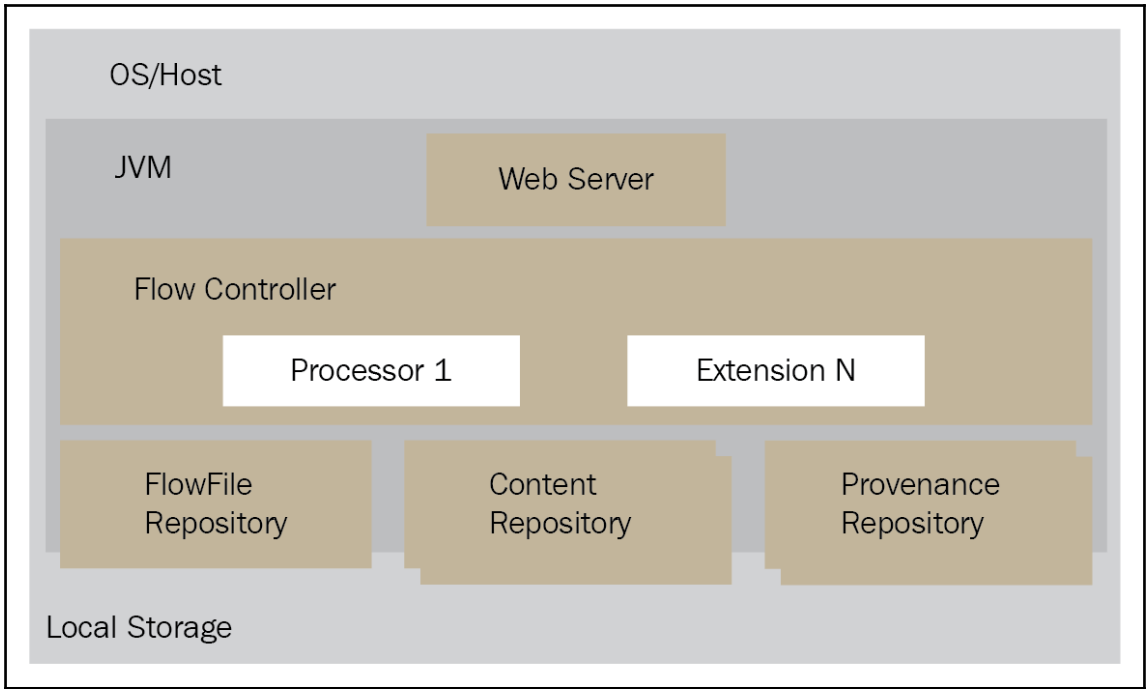 OS/Host
JVM
Web Server
Flow Controller
Processor 1
Extension N
FlowFile
Repository
Content
Repository
Provenance
Repository
Local Storage